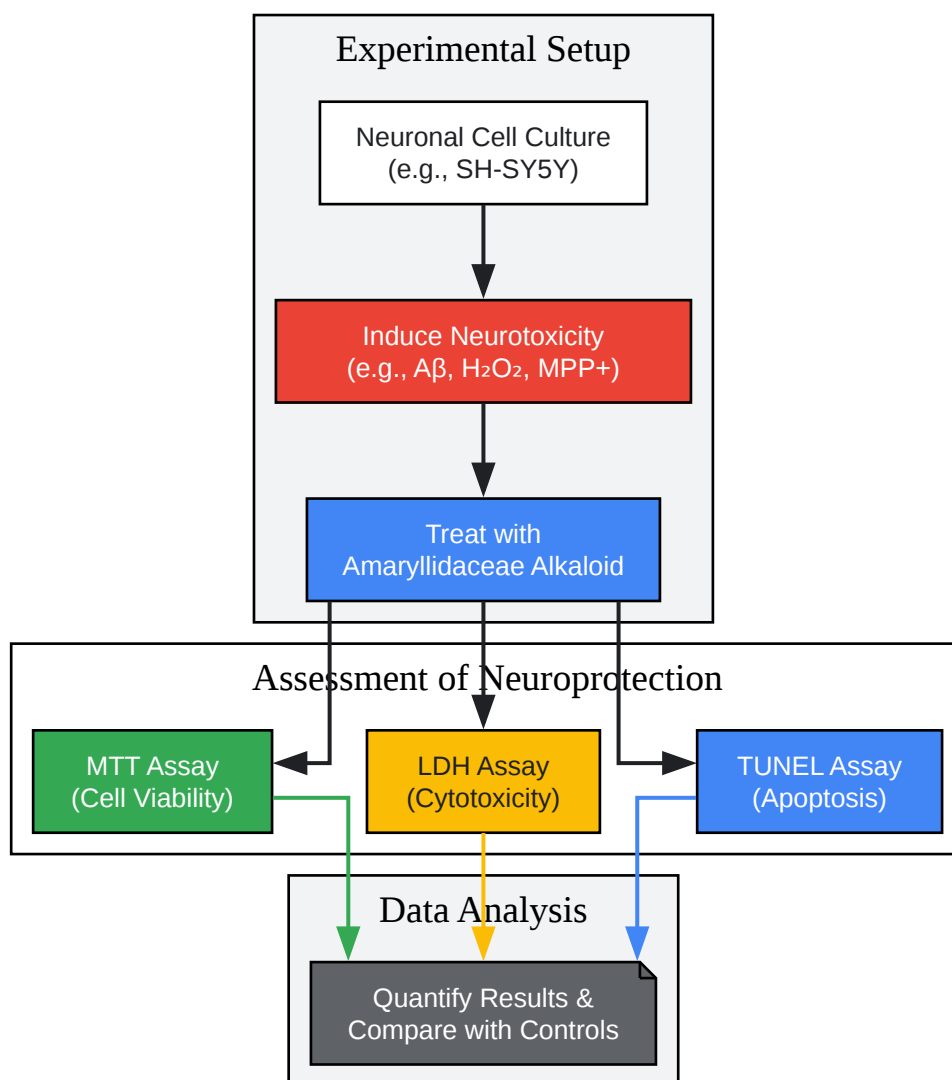 Experimental Setup
Neuronal Cell Culture
(e.g., SH-SY5Y)
Induce Neurotoxicity
(e.g., Aβ, H₂O₂, MPP+)
Treat with
Amaryllidaceae Alkaloid
Assessment of Neuroprotection
MTT Assay
(Cell Viability)
LDH Assay
(Cytotoxicity)
TUNEL Assay
(Apoptosis)
Data Analysis
Quantify Results &
Compare with Controls